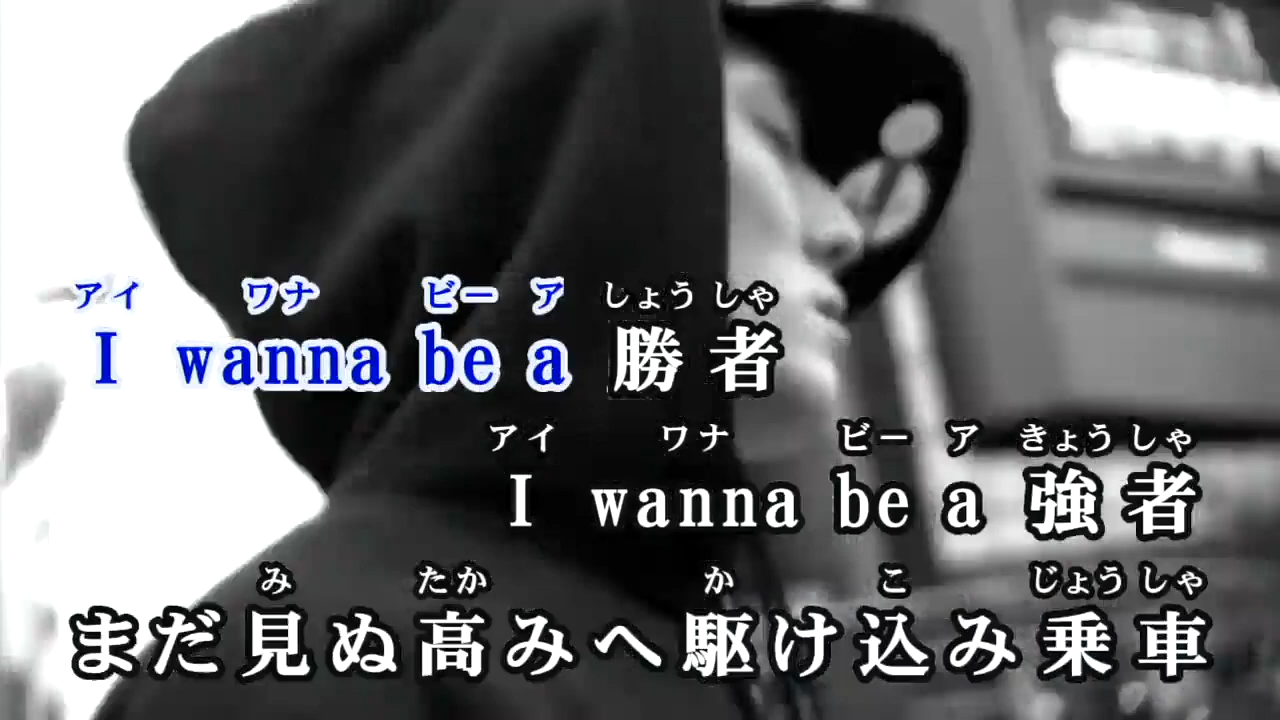 アイ ワナ ビー ア しょう しゃ
I wanna be a 勝者
アイ ワナ ビー ア きょう しゃ
I wanna be a 強者
み たか か こ じょう しゃ
まだ見ぬ高みへ駆け込み乗車